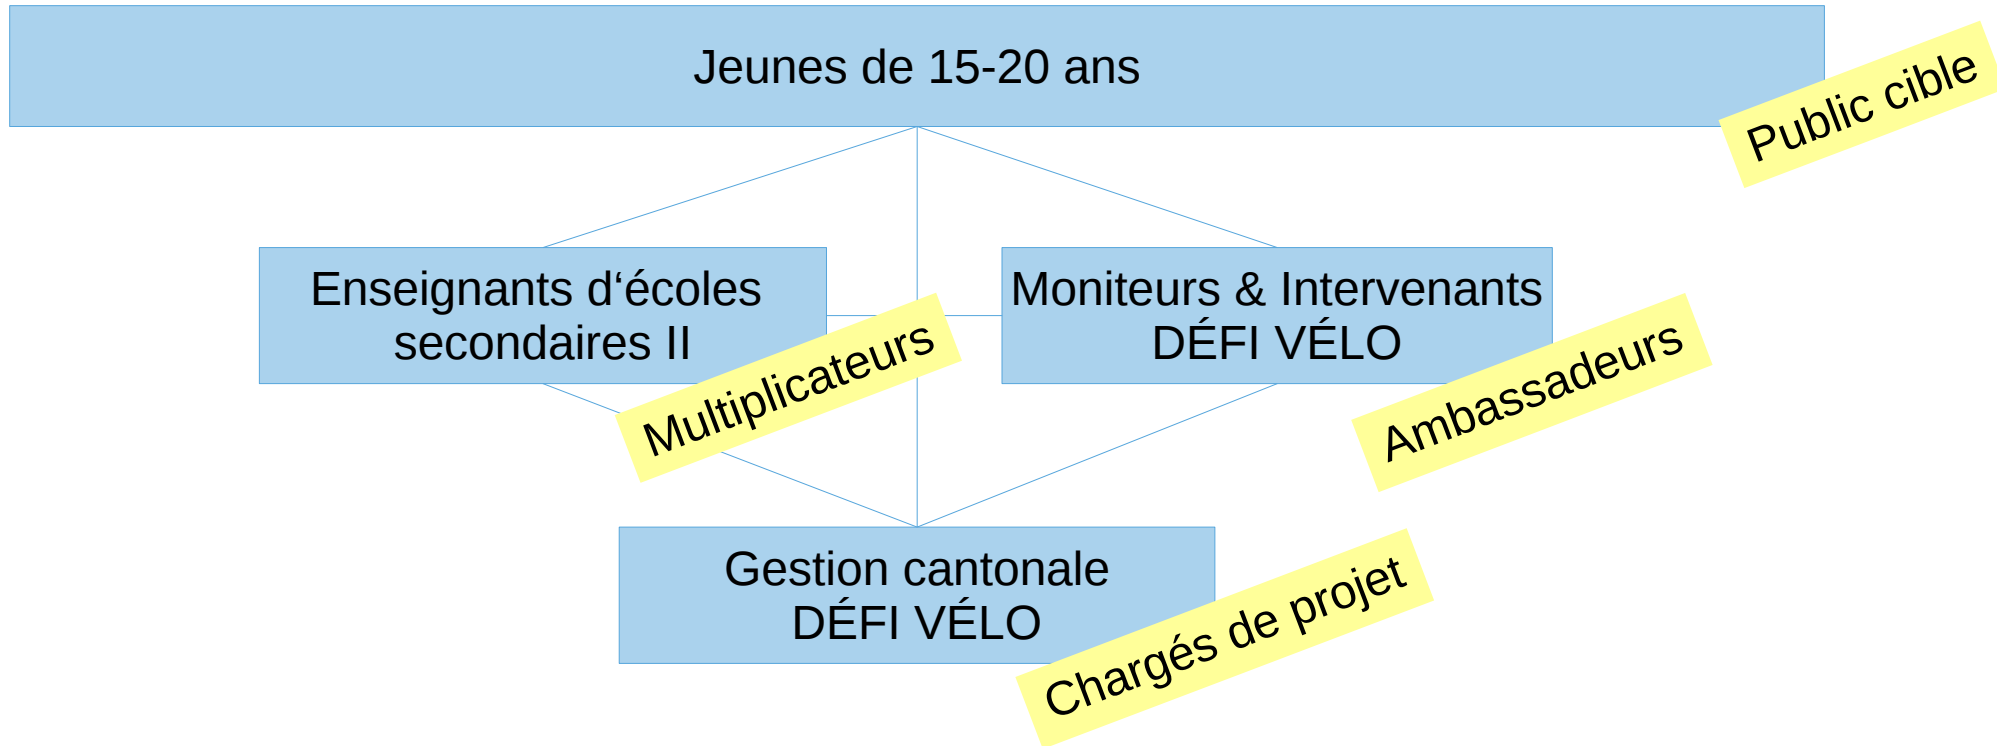 Jeunes de 15-20 ans
Public cible
Enseignants d‘écoles
secondaires II
Multiplicateurs
Moniteurs & Intervenants
DÉFI VÉLO
Ambassadeurs
Gestion cantonale
DÉFI VÉLO
Chargés de projet